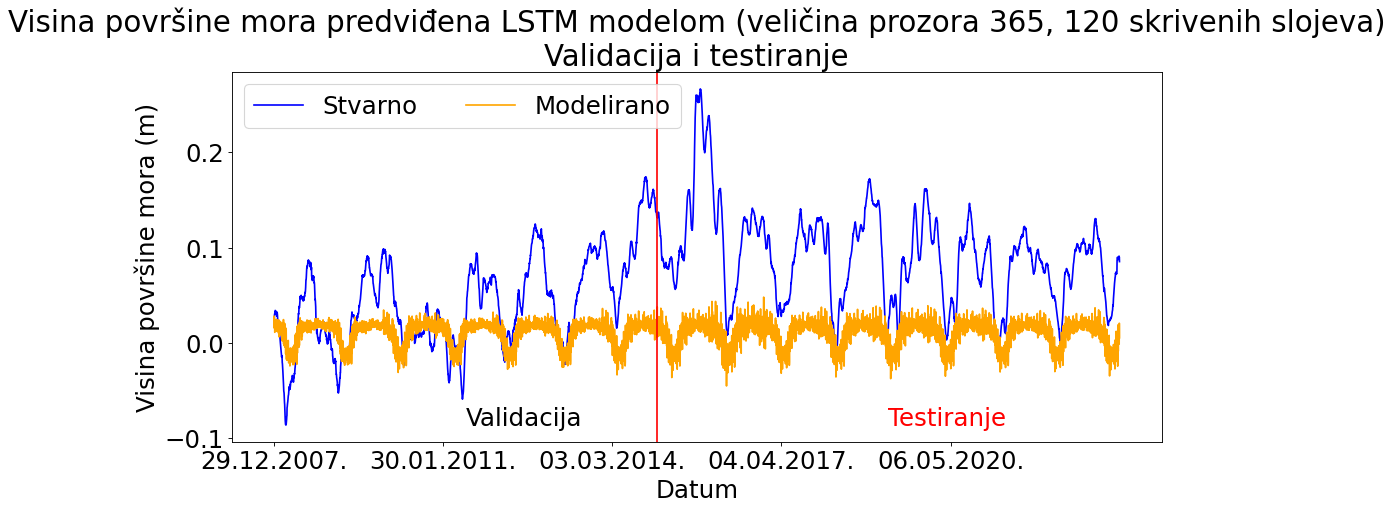 Visina površine mora predviđena LSTM modelom (veličina prozora 365, 120 skrivenih slojeva)
Validacija i testiranje
Stvarno
Modelirano
Visina površine mora (m)
0.2
0.1
0.0
−0.1
Validacija
Testiranje
29.12.2007.
30.01.2011.
03.03.2014.
04.04.2017.
06.05.2020.
Datum